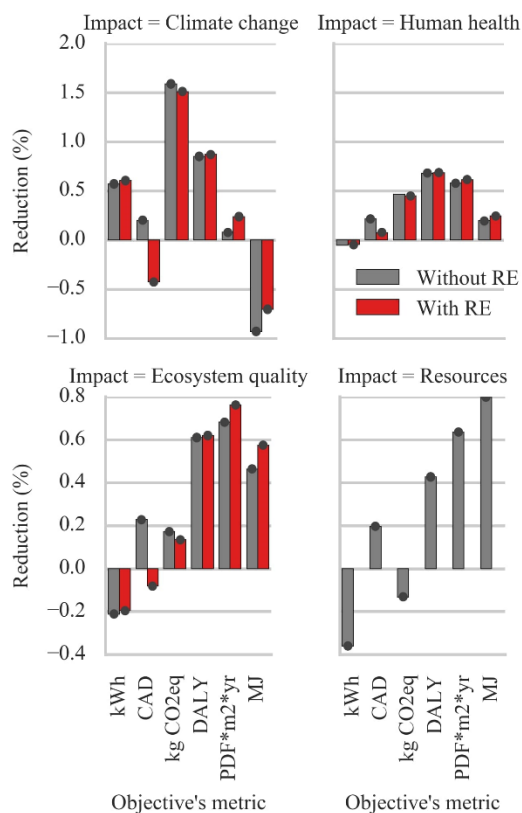 Impact = Climate change
Impact = Human health
2.0
1.5
1.0
0.5
0.0
−0.5
−1.0
Reduction (%)
Without RE
With RE
Impact = Ecosystem quality
Impact = Resources
0.8
0.6
0.4
0.2
0.0
−0.2
−0.4
Reduction (%)
kWh
CAD
kg CO2eq
DALY
PDF*m2*yr
MJ
kWh
CAD
kg CO2eq
DALY
PDF*m2*yr
MJ
Objective's metric
Objective's metric